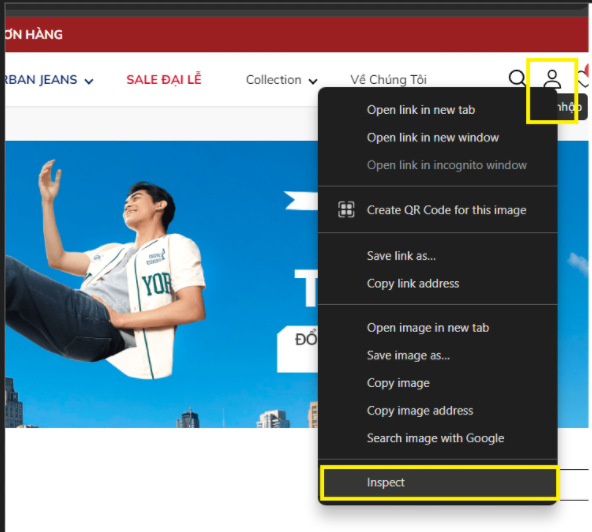 ƠN HÀNG
RBAN JEANS
SALE ĐẠI LỄ
Collection
Về Chúng Tôi
nhập
Open link in new tab
Open link in new window
Open link in incognito window
Create QR Code for this image
Save link as...
Copy link address
Open image in new tab
Save image as...
Copy image
Copy image address
Search image with Google
Inspect
YOR
T
ĐỔ